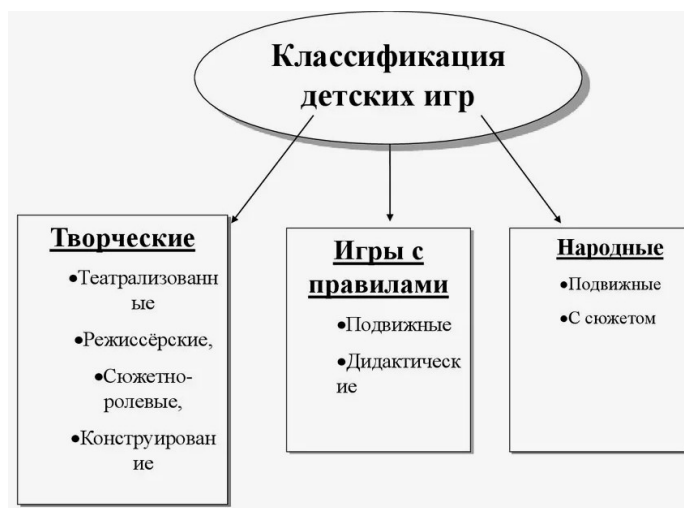 Классификация
детских игр
Творческие
•Театрализованн
ые
•Режиссёрские,
•Сюжетно-
ролевые,
•Конструирован
ие
Игры с
правилами
•Подвижные
•Дидактическ
ие
Народные
•Подвижные
•С сюжетом